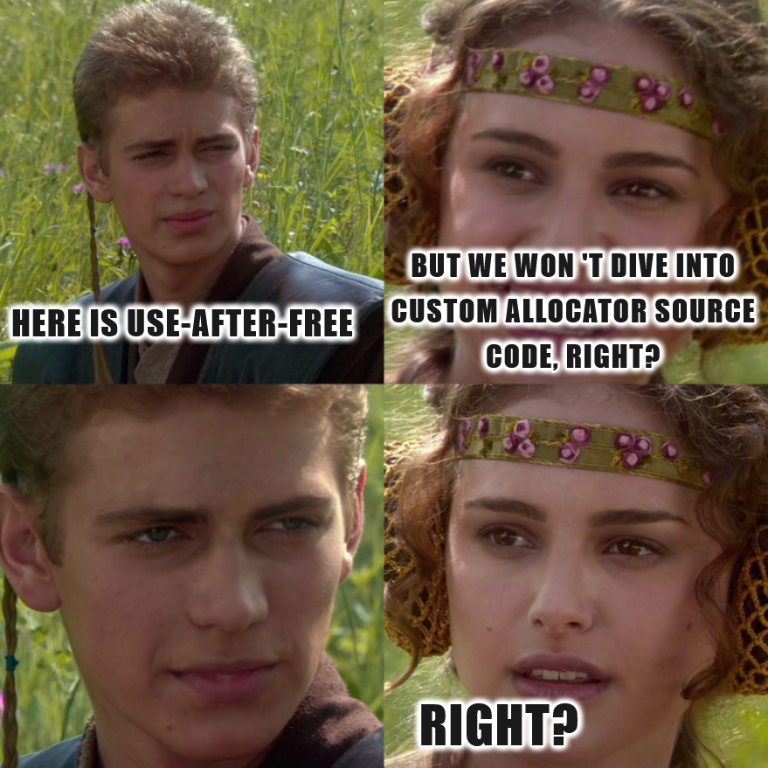 HERE IS USE-AFTER-FREE
BUT WE WON 'T DIVE INTO
CUSTOM ALLOCATOR SOURCE
CODE, RIGHT?
RIGHT?